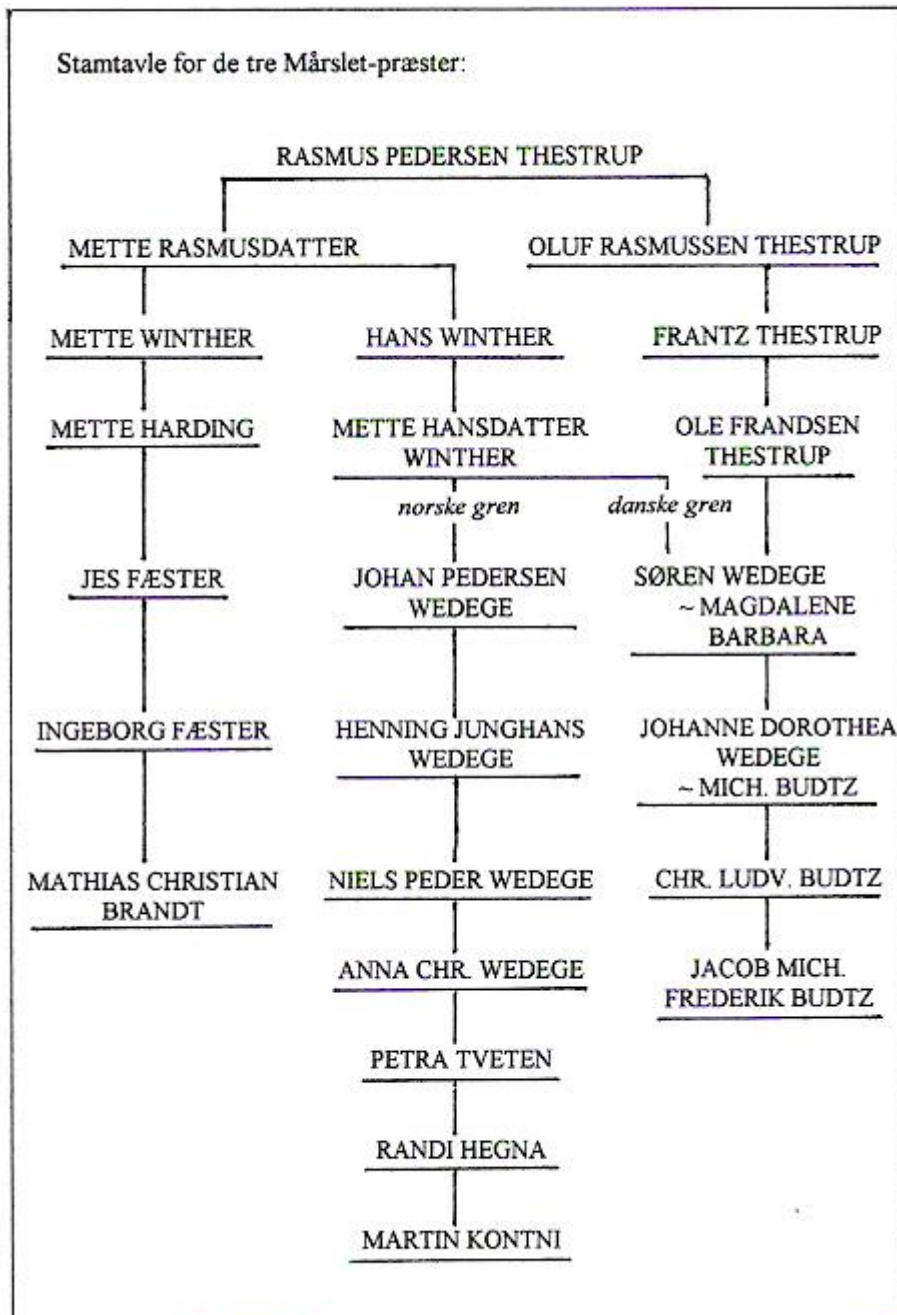 Stamtavle for de tre Mårslet-præster:
RASMUS PEDERSEN THESTRUP
METTE RASMUSDATTER
OLUF RASMUSSEN THESTRUP
METTE WINTHER
HANS WINTHER
FRANTZ THESTRUP
METTE HARDING
METTE HANSDATTER
WINTHER
OLE FRANDSEN
THESTRUP
norske gren
danske gren
JES FÆSTER
JOHAN PEDERSEN
WEDEGE
SØREN WEDEGE
~ MAGDALENE
BARBARA
INGEBORG FÆSTER
HENNING JUNGHANS
WEDEGE
JOHANNE DOROTHEA
WEDEGE
~ MICH. BUDTZ
MATHIAS CHRISTIAN
BRANDT
NIELS PEDER WEDEGE
CHR. LUDV. BUDTZ
ANNA CHR. WEDEGE
JACOB MICH.
FREDERIK BUDTZ
PETRA TVETEN
RANDI HEGNA
MARTIN KONTNI